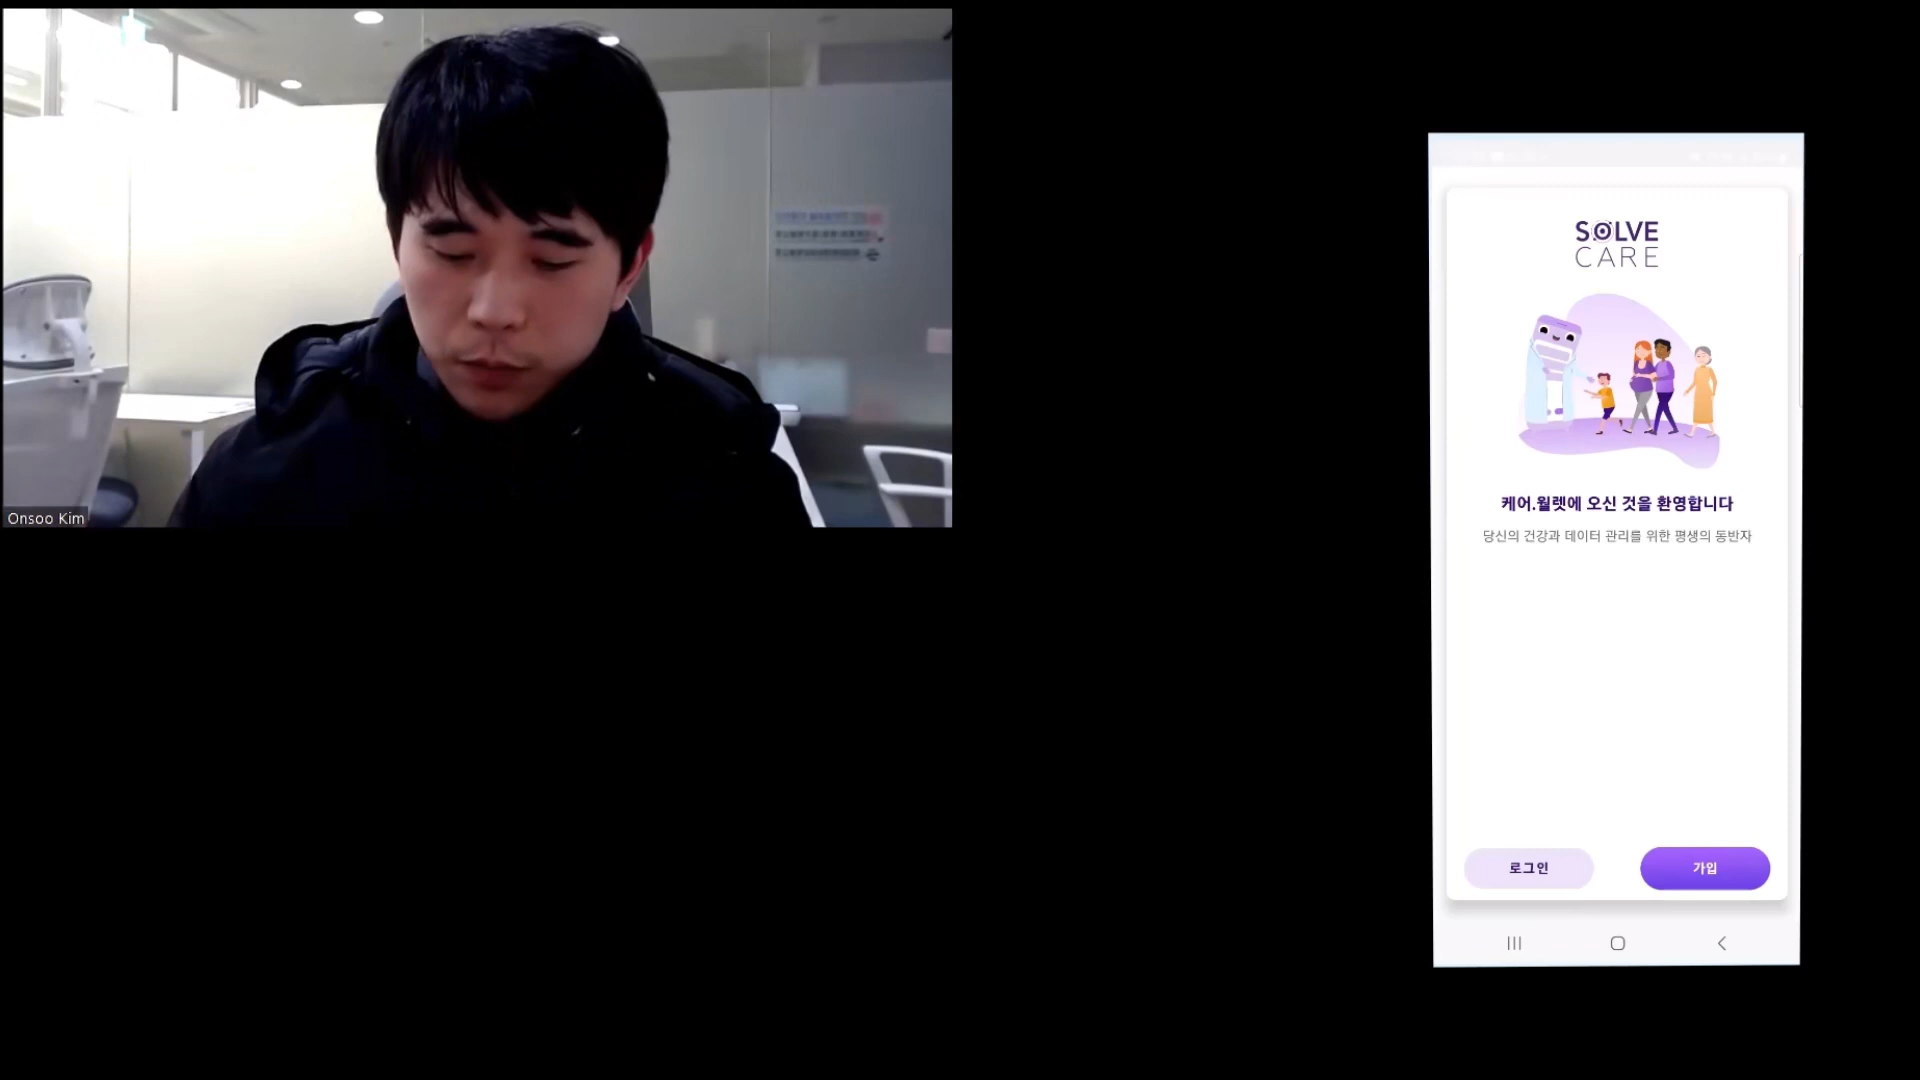 Onsoo Kim
SOLVE
CARE
케어.월렛에 오신 것을 환영합니다
당신의 건강과 데이터 관리를 위한 평생의 동반자
로그인
가입